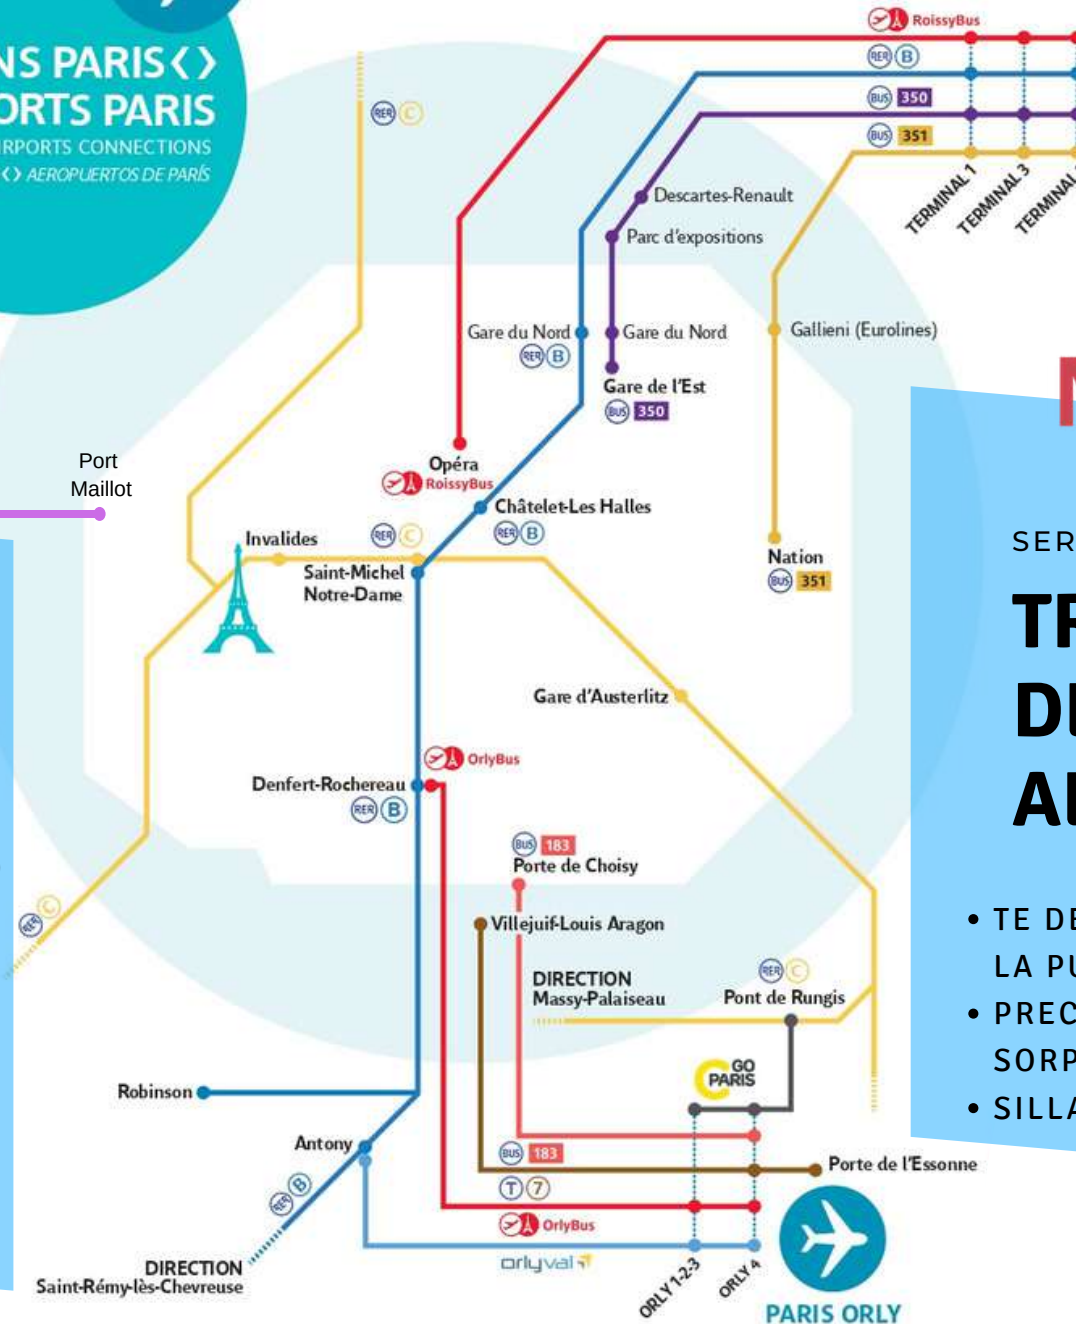 NS PARIS<>
ORTS PARIS
IRPORTS CONNECTIONS
<> AEROPUERTOS DE PARÍS
RER C
RoissyBus
RER B
BUS 350
BUS 351
TERMINAL 1
TERMINAL 3
TERMINAL
Descartes-Renault
Parc d'expositions
Gare du Nord
RER B
Gare du Nord
Gallieni (Eurolines)
Gare de l'Est
BUS 350
Port
Maillot
Opéra
RoissyBus
Châtelet-Les Halles
RER B
Invalides
RER C
Saint-Michel
Notre-Dame
Nation
BUS 351
SER
TR
DE
Gare d'Austerlitz
OrlyBus
Denfert-Rochereau
RER B
BUS 183
Porte de Choisy
RER C
Villejuif-Louis Aragon
DIRECTION
Massy-Palaiseau
RER C
Pont de Rungis
• TE DE
LA PU
• PREC
SORP
• SILLA
C GO
PARIS
Robinson
Antony
RER B
BUS 183
Porte de l'Essonne
T 7
OrlyBus
orlyval
DIRECTION
Saint-Rémy-lès-Chevreuse
ORLY 1-2-3
ORLY 4
PARIS ORLY